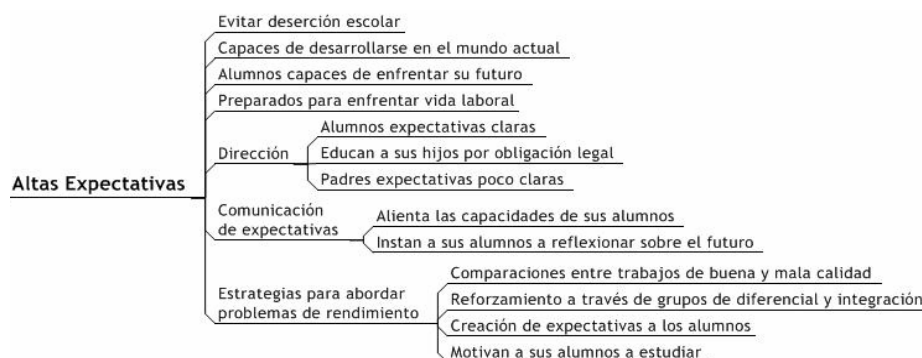 Evitar deserción escolar
Capaces de desarrollarse en el mundo actual
Alumnos capaces de enfrentar su futuro
Preparados para enfrentar vida laboral
Alumnos expectativas claras
Dirección
Educan a sus hijos por obligación legal
Padres expectativas poco claras
Altas Expectativas
Comunicación
de expectativas
Alienta las capacidades de sus alumnos
Instan a sus alumnos a reflexionar sobre el futuro
Estrategias para abordar
problemas de rendimiento
Comparaciones entre trabajos de buena y mala calidad
Reforzamiento a través de grupos de diferencial y integración
Creación de expectativas a los alumnos
Motivan a sus alumnos a estudiar